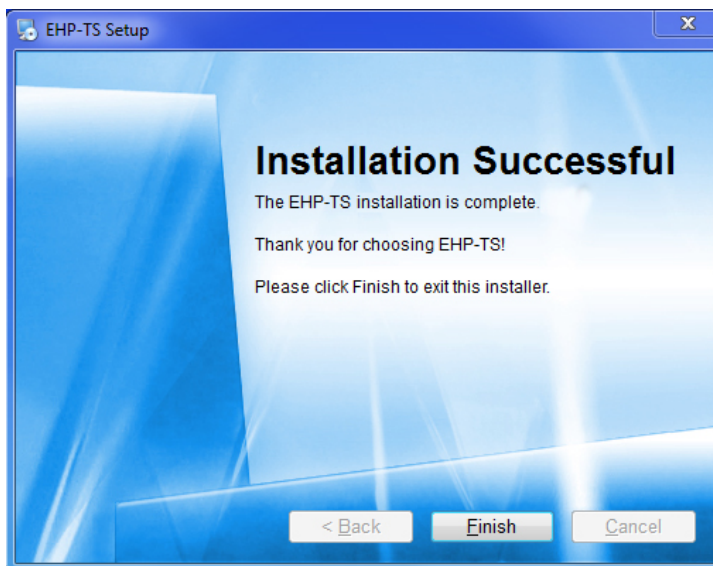 EHP-TS Setup
X
Installation Successful
The EHP-TS installation is complete.
Thank you for choosing EHP-TS!
Please click Finish to exit this installer.
< Back
Finish
Cancel